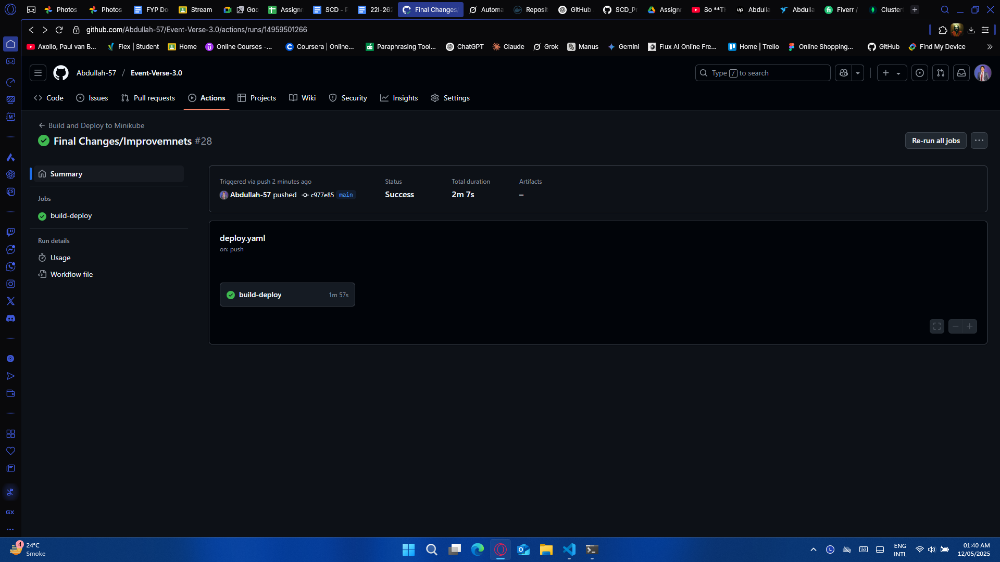 Photos
Photos
FYP Do
Stream
Goo
Assignm
SCD - P
22I-262
Final Changes/
Automa
Reposit
GitHub
SCD_Pr
Assignm
So **Th
up
Abdulla
Abdulla
Fiverr /
Cluster
github.com/Abdullah-57/Event-Verse-3.0/actions/runs/14959501266
Axollo, Paul van B...
Flex | Student
Home
Online Courses -...
Coursera | Online...
Paraphrasing Tool...
ChatGPT
Claude
Grok
Manus
Gemini
Flux AI Online Fre...
Home | Trello
Online Shopping...
GitHub
Find My Device
Abdullah-57 / Event-Verse-3.0
Type / to search
Code
Issues
Pull requests
Actions
Projects
Wiki
Security
Insights
Settings
Build and Deploy to Minikube
Final Changes/Improvemnets #28
Re-run all jobs
Summary
Jobs
build-deploy
Run details
Usage
Workflow file
Triggered via push 2 minutes ago
Abdullah-57 pushed c977e85 main
Status
Success
Total duration
2m 7s
Artifacts
–
deploy.yaml
on: push
build-deploy 1m 57s
M
CS
GX
4
24°C
Smoke
L
ENG
INTL
01:40 AM
12/05/2025